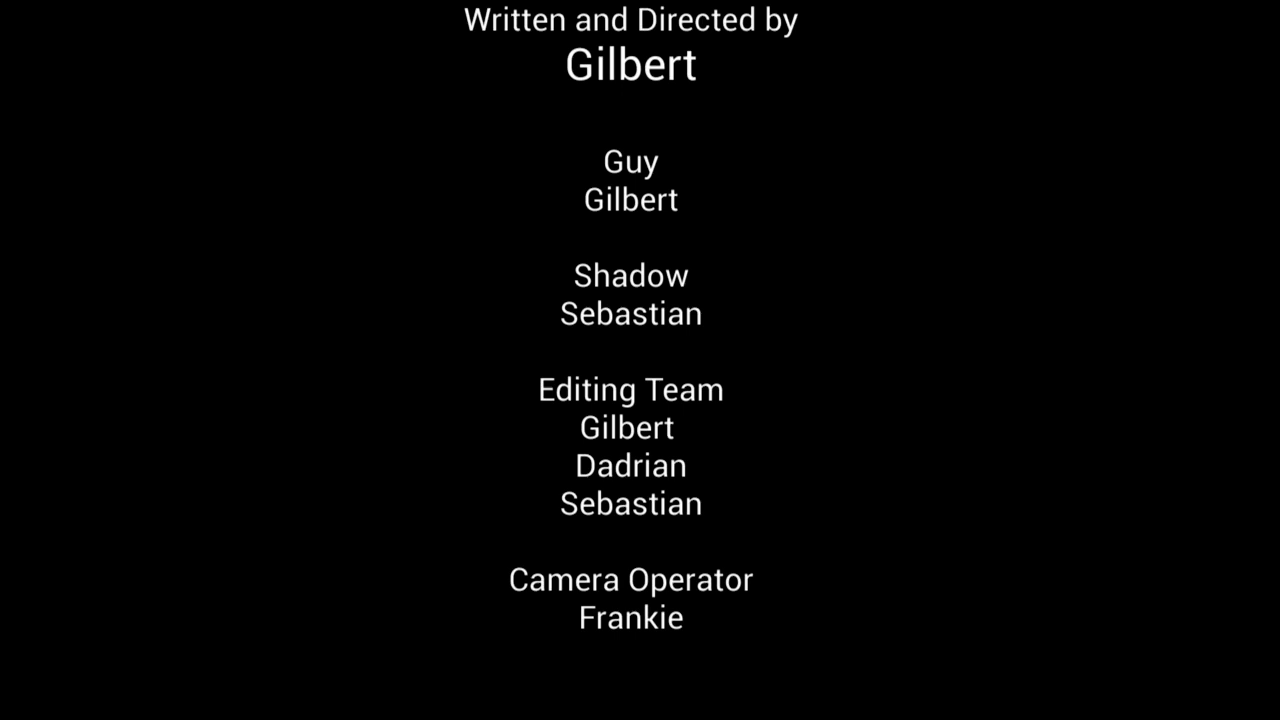 Written and Directed by
Gilbert
Guy
Gilbert
Shadow
Sebastian
Editing Team
Gilbert
Dadrian
Sebastian
Camera Operator
Frankie